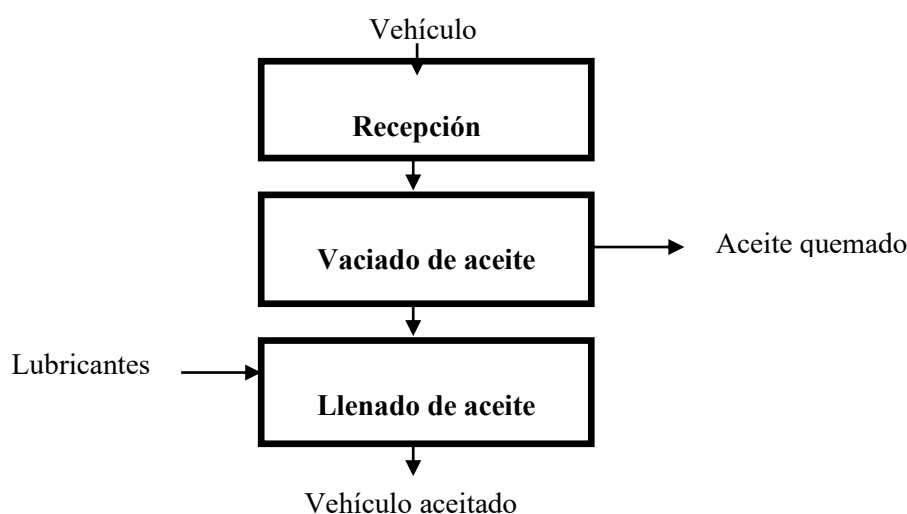 Vehículo
Recepción
Vaciado de aceite
Aceite quemado
Lubricantes
Llenado de aceite
Vehículo aceitado